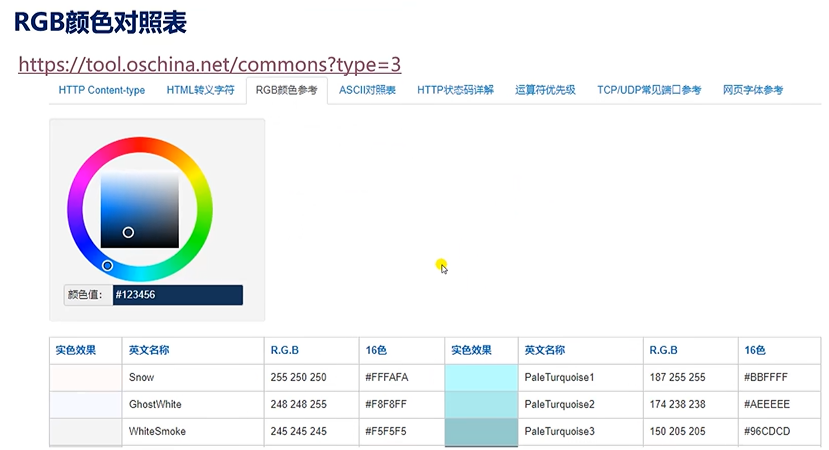 RGB颜色对照表
https://tool.oschina.net/commons?type=3
HTTP Content-type HTML转义字符 RGB颜色参考 ASCII对照表 HTTP状态码详解 运算符优先级 TCP/UDP常见端口参考 网页字体参考
颜色值： #123456
实色效果 英文名称 R.G.B 16色 实色效果 英文名称 R.G.B 16色
Snow 255 250 250 #FFFAFA PaleTurquoise1 187 255 255 #BBFFFF
GhostWhite 248 248 255 #F8F8FF PaleTurquoise2 174 238 238 #AEEEEE
WhiteSmoke 245 245 245 #F5F5F5 PaleTurquoise3 150 205 205 #96CDCD